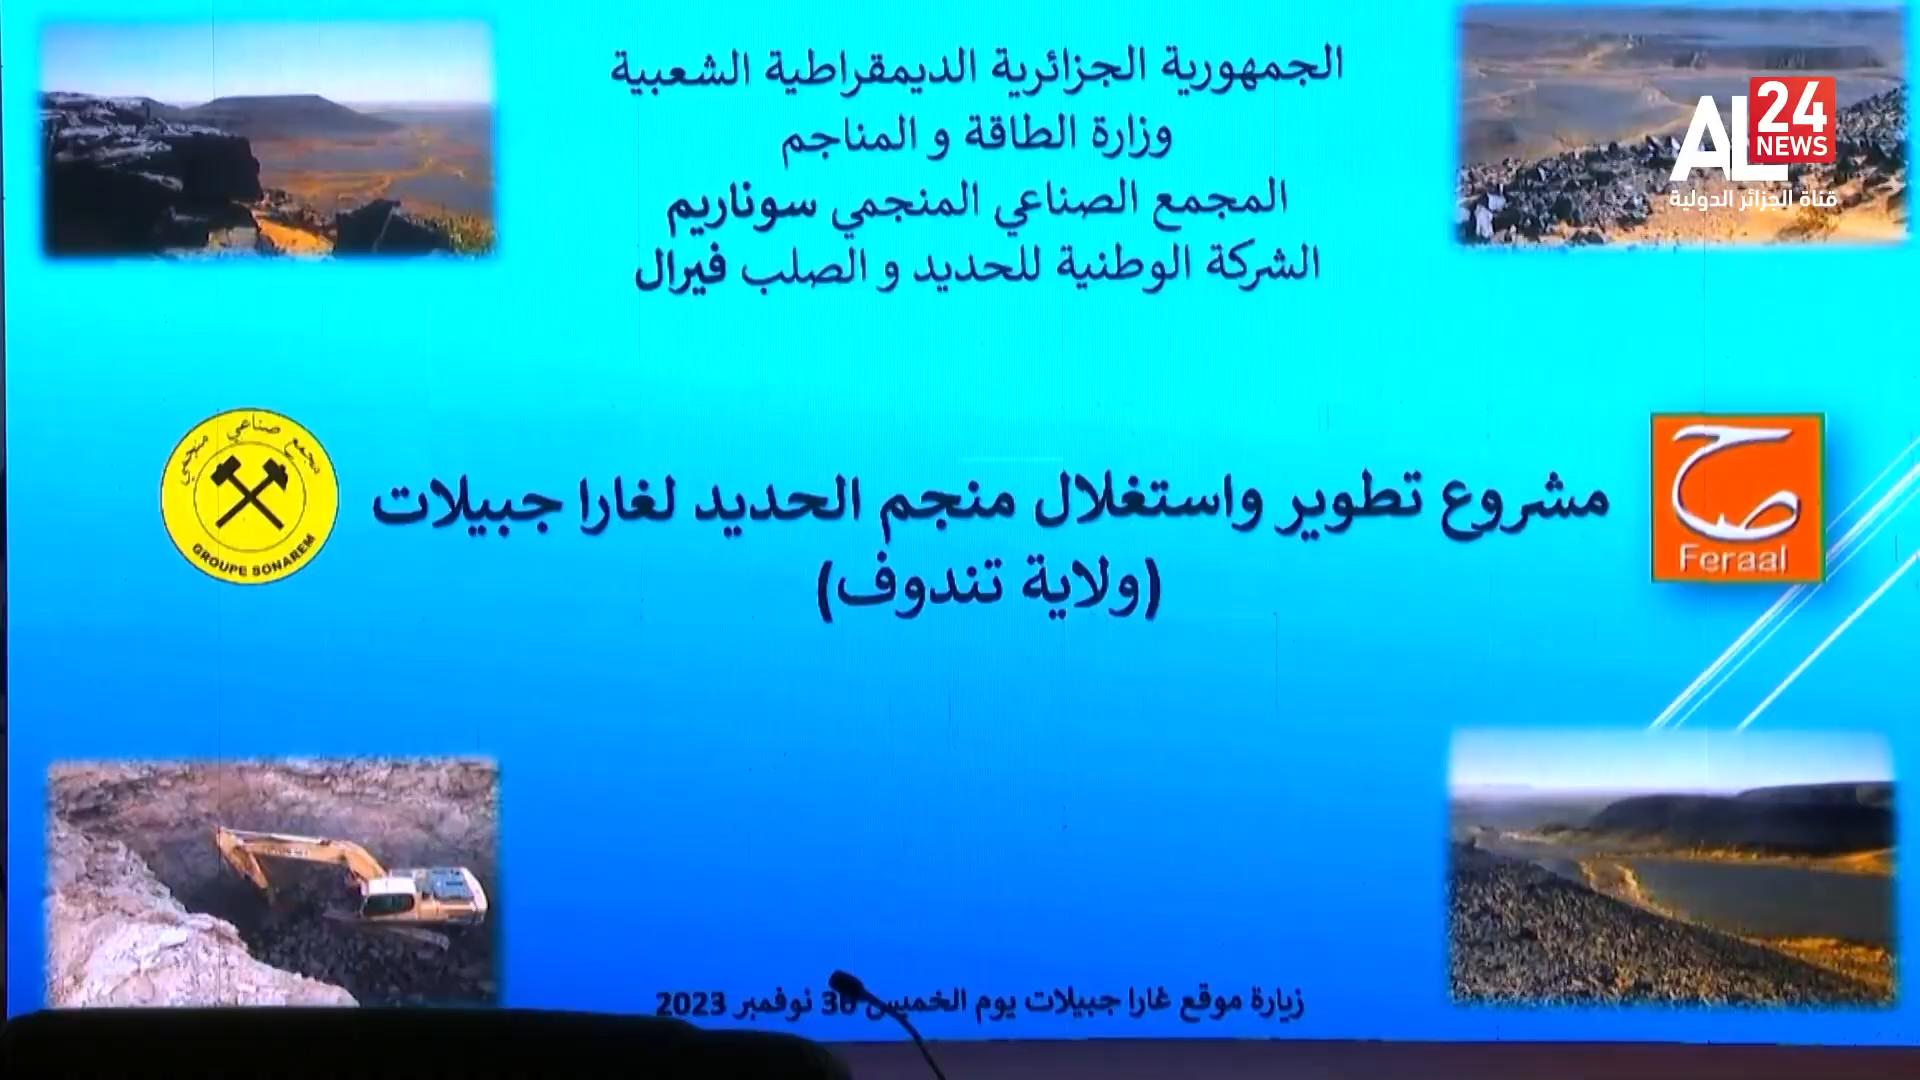 الجمهورية الجزائرية الديمقراطية الشعبية
وزارة الطاقة و المناجم
المجمع الصناعي المنجمي سوناريم
الشركة الوطنية للحديد و الصلب فيرال
AL
24
NEWS
قناة الجزائر الدولية
ص ح
Feraal
مشروع تطوير واستغلال منجم الحديد لغارا جبيلات
(ولاية تندوف)
مجمع صناعي منجمي
GROUPE SONAREM
زيارة موقع غارا جبيلات يوم الخميس 30 نوفمبر 2023